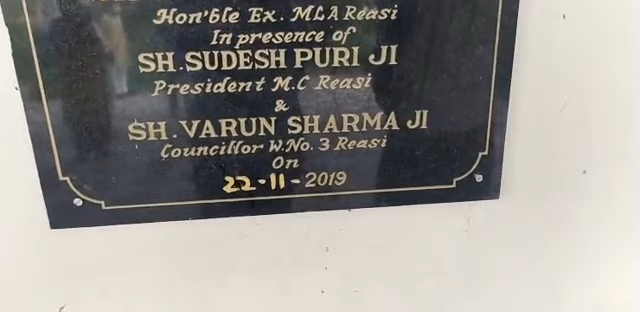 Hon'ble Ex. MLA Reasi
In presence of
SH. SUDESH PURI JI
President M.C Reasi
&
SH. VARUN SHARMA JI
Councillor W.No. 3 Reasi
On
22-11-2019